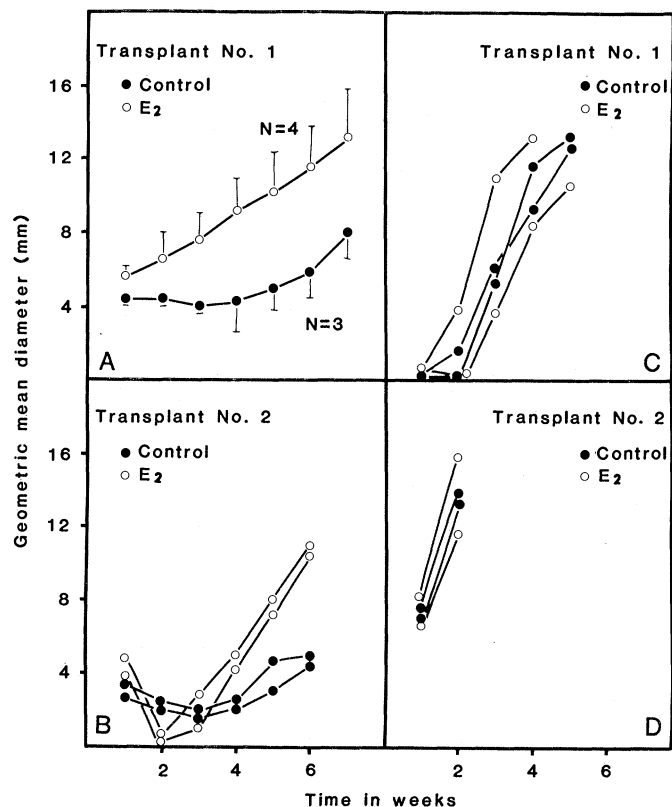 Transplant No. 1
Control
E₂
N=4
N=3
A
Transplant No. 1
Control
E₂
C
Transplant No. 2
Control
E₂
B
Transplant No. 2
Control
E₂
D
16
12
8
4
16
12
8
4
Geometric mean diameter (mm)
2 4 6 2 4 6
Time in weeks